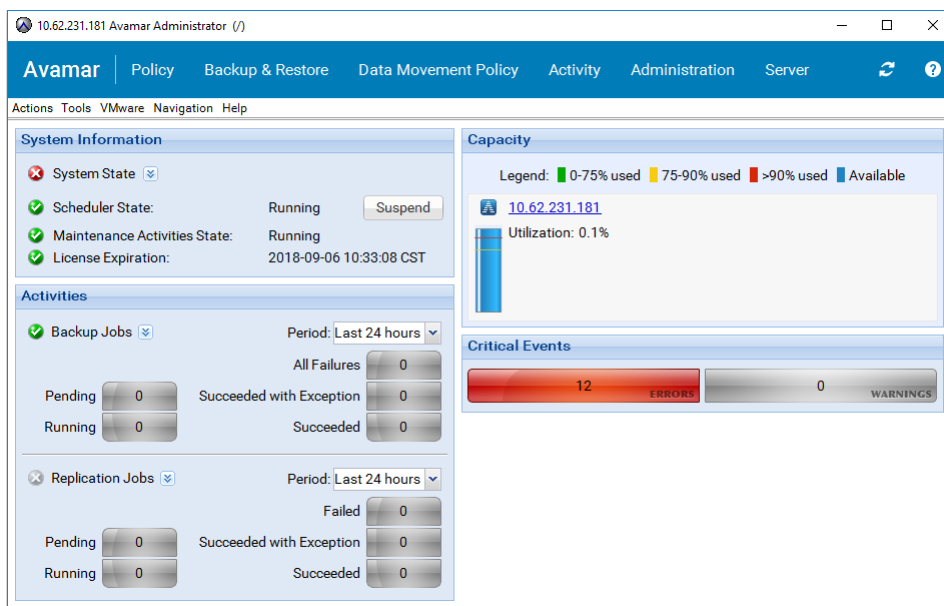 10.62.231.181 Avamar Administrator (/)
Avamar Policy Backup & Restore Data Movement Policy Activity Administration Server ?
Actions Tools VMware Navigation Help
System Information
System State
Scheduler State: Running Suspend
Maintenance Activities State: Running
License Expiration: 2018-09-06 10:33:08 CST
Activities
Backup Jobs Period: Last 24 hours
All Failures 0
Pending 0 Succeeded with Exception 0
Running 0 Succeeded 0
Replication Jobs Period: Last 24 hours
Failed 0
Pending 0 Succeeded with Exception 0
Running 0 Succeeded 0
Capacity
Legend: 0-75% used 75-90% used >90% used Available
10.62.231.181
Utilization: 0.1%
Critical Events
12 ERRORS 0 WARNINGS